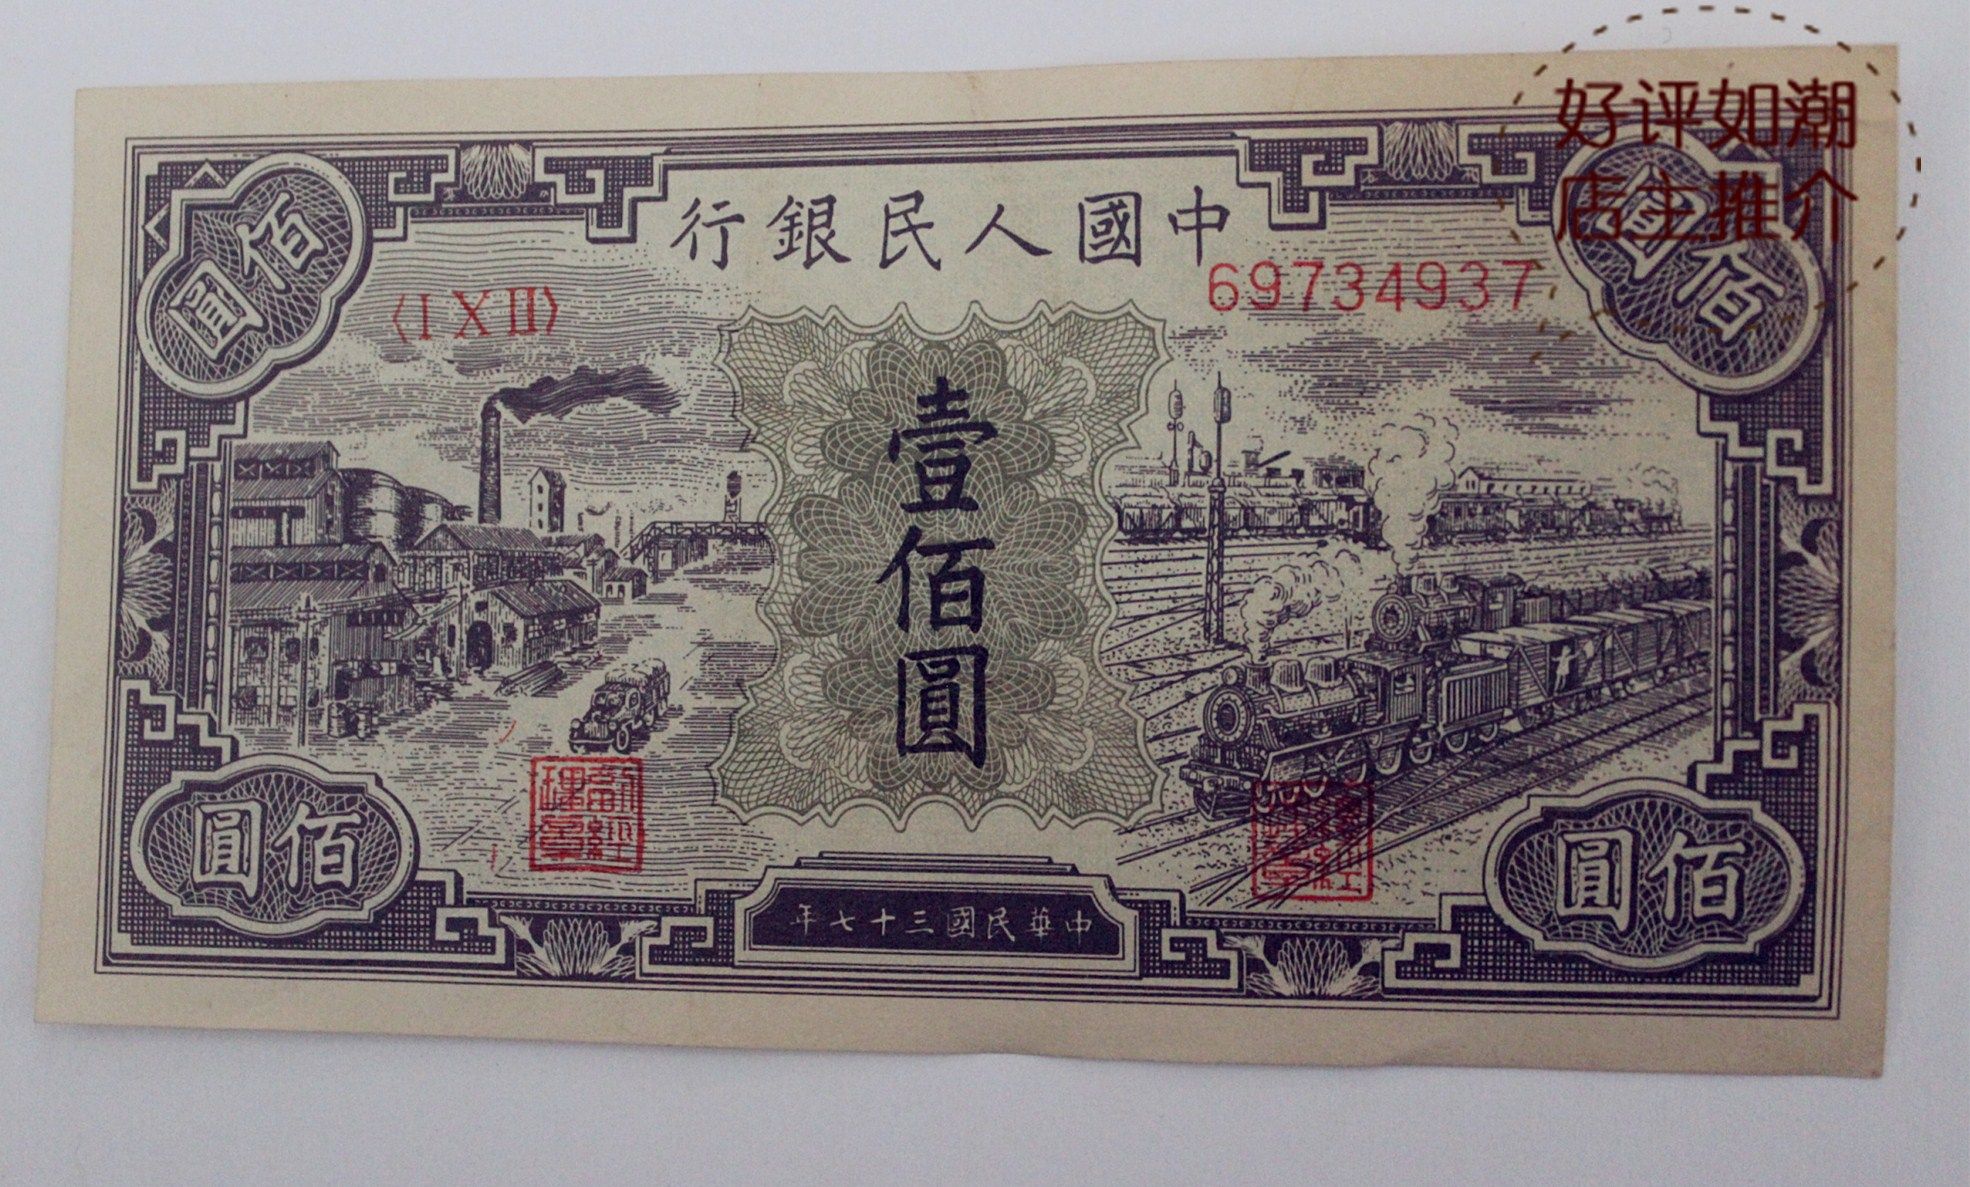 好评如潮
店主推介
中國人民銀行
〈I X II〉
69734937
佰圓
佰圓
壹佰圓
佰圓
佰圓
中華民國三十七年